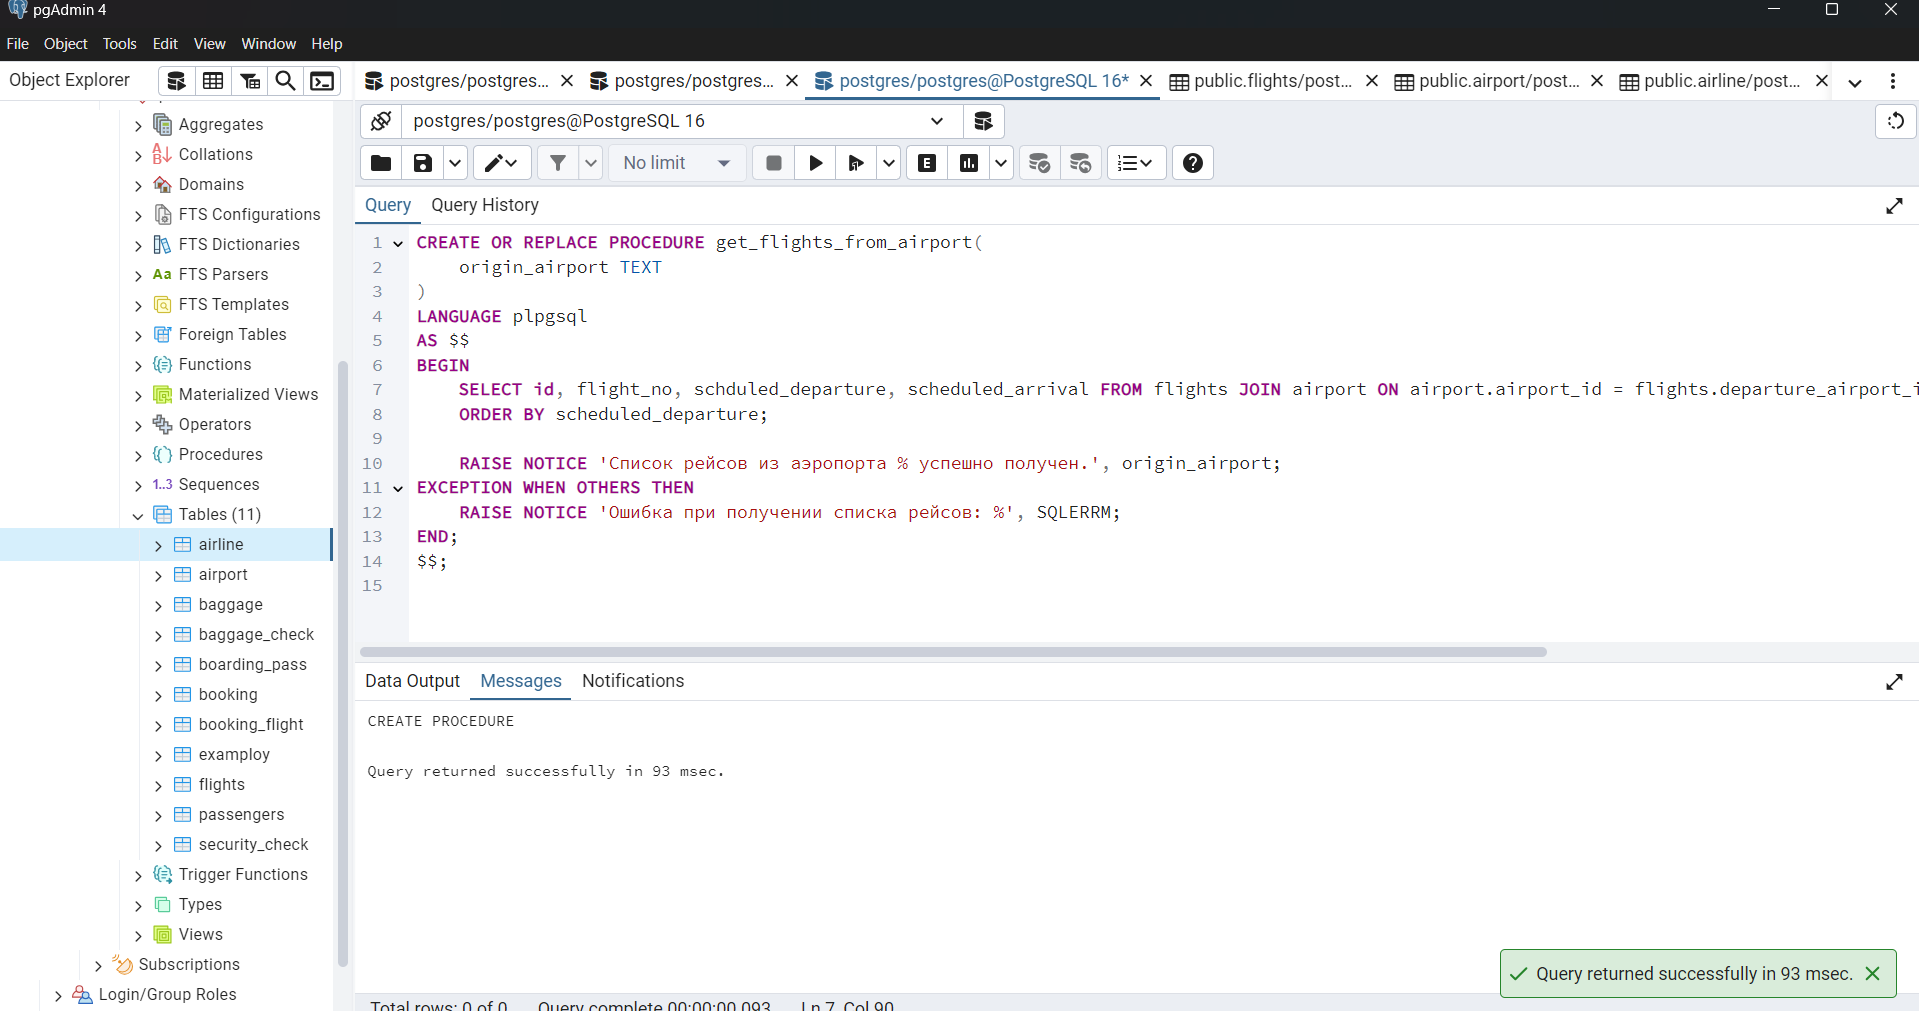 pgAdmin 4
File Object Tools Edit View Window Help
Object Explorer
postgres/postgres... postgres/postgres... postgres/postgres@PostgreSQL 16* public.flights/post... public.airport/post... public.airline/post...
postgres/postgres@PostgreSQL 16
No limit
Query Query History
Aggregates
Collations
Domains
FTS Configurations
FTS Dictionaries
Aa FTS Parsers
FTS Templates
Foreign Tables
Functions
Materialized Views
Operators
Procedures
1..3 Sequences
Tables (11)
airline
airport
baggage
baggage_check
boarding_pass
booking
booking_flight
examploy
flights
passengers
security_check
Trigger Functions
Types
Views
Subscriptions
Login/Group Roles
1 CREATE OR REPLACE PROCEDURE get_flights_from_airport(
2 origin_airport TEXT
3 )
4 LANGUAGE plpgsql
5 AS $$
6 BEGIN
7 SELECT id, flight_no, schduled_departure, scheduled_arrival FROM flights JOIN airport ON airport.airport_id = flights.departure_airport_i
8 ORDER BY scheduled_departure;
9
10 RAISE NOTICE 'Список рейсов из аэропорта % успешно получен.', origin_airport;
11 EXCEPTION WHEN OTHERS THEN
12 RAISE NOTICE 'Ошибка при получении списка рейсов: %', SQLERRM;
13 END;
14 $$;
15
Data Output Messages Notifications
CREATE PROCEDURE
Query returned successfully in 93 msec.
Query returned successfully in 93 msec.
Total rows: 0 of 0 Query complete 00:00:00.093 Ln 7, Col 90